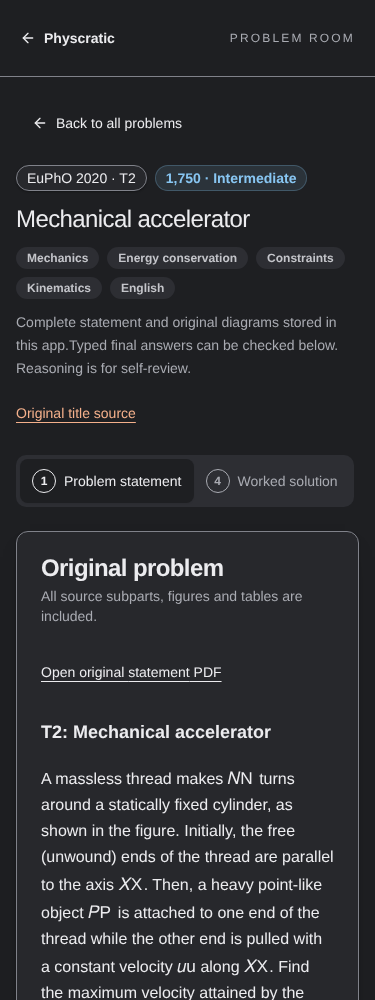 Physcratic
PROBLEM ROOM
Back to all problems
EuPhO 2020 · T2
1,750 · Intermediate
Mechanical accelerator
Mechanics
Energy conservation
Constraints
Kinematics
English
Complete statement and original diagrams stored in
this app.Typed final answers can be checked below.
Reasoning is for self-review.
Original title source
1 Problem statement
4 Worked solution
Original problem
All source subparts, figures and tables are
included.
Open original statement PDF
T2: Mechanical accelerator
A massless thread makes NN turns
around a statically fixed cylinder, as
shown in the figure. Initially, the free
(unwound) ends of the thread are parallel
to the axis XX. Then, a heavy point-like
object PP is attached to one end of the
thread while the other end is pulled with
a constant velocity uu along XX. Find
the maximum velocity attained by the